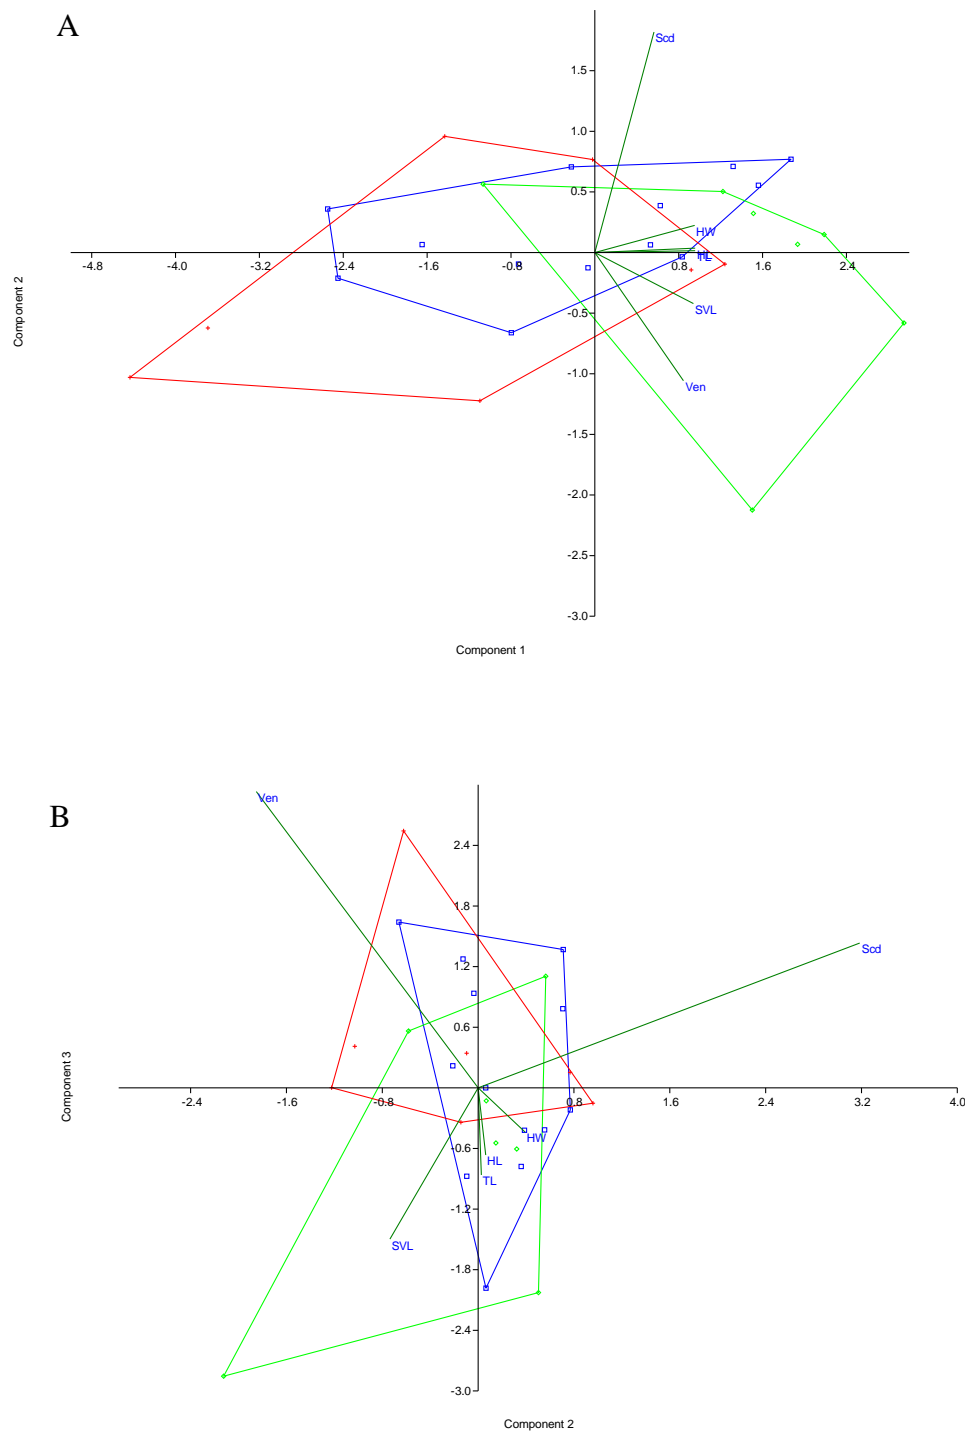 A
Scd
1.5
1.0
0.5
HW
HL
TL
-4.8 -4.0 -3.2 -2.4 -1.6 -0.8 0.8 1.6 2.4
-0.5
SVL
-1.0
Ven
-1.5
-2.0
-2.5
-3.0
Component 2
Component 1
B
Ven
2.4
1.8
Scd
1.2
0.6
-2.4 -1.6 -0.8 0.8 1.6 2.4 3.2 4.0
HW
-0.6
HL
TL
-1.2
SVL
-1.8
-2.4
-3.0
Component 3
Component 2